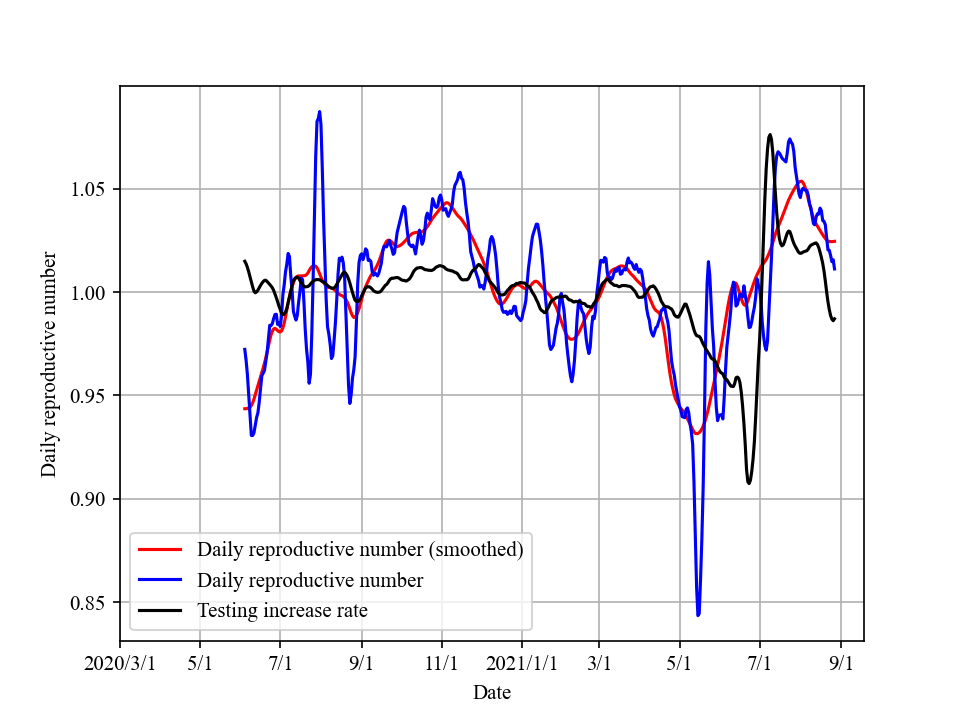 Daily reproductive number
1.05
1.00
0.95
0.90
0.85
Daily reproductive number (smoothed)
Daily reproductive number
Testing increase rate
2020/3/1 5/1 7/1 9/1 11/1 2021/1/1 3/1 5/1 7/1 9/1
Date